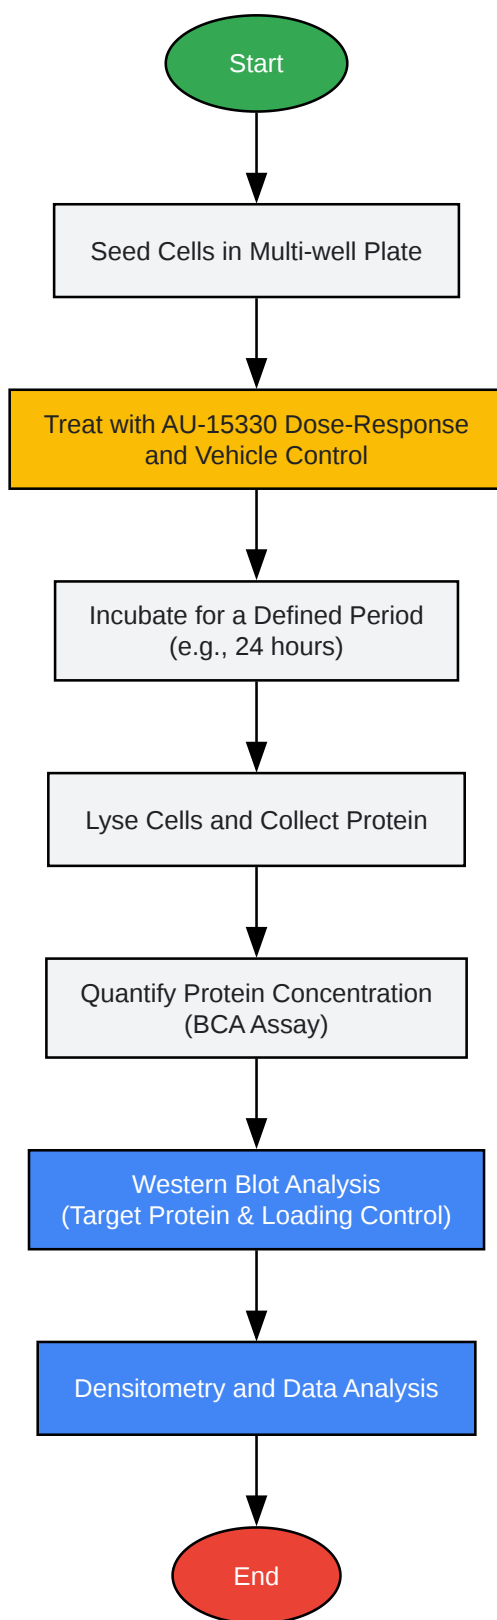 Start
Seed Cells in Multi-well Plate
Treat with AU-15330 Dose-Response
and Vehicle Control
Incubate for a Defined Period
(e.g., 24 hours)
Lyse Cells and Collect Protein
Quantify Protein Concentration
(BCA Assay)
Western Blot Analysis
(Target Protein & Loading Control)
Densitometry and Data Analysis
End